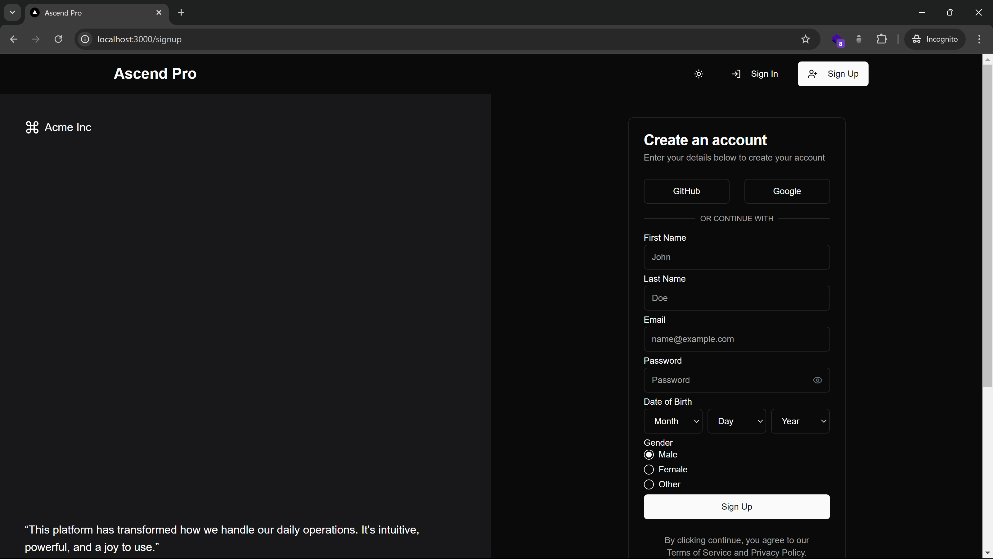 Ascend Pro
localhost:3000/signup
8
Incognito
Ascend Pro
Sign In
Sign Up
Acme Inc
Create an account
Enter your details below to create your account
GitHub
Google
OR CONTINUE WITH
First Name
John
Last Name
Doe
Email
name@example.com
Password
Password
Date of Birth
Month
Day
Year
Gender
Male
Female
Other
Sign Up
“This platform has transformed how we handle our daily operations. It's intuitive,
powerful, and a joy to use.”
By clicking continue, you agree to our
Terms of Service and Privacy Policy.